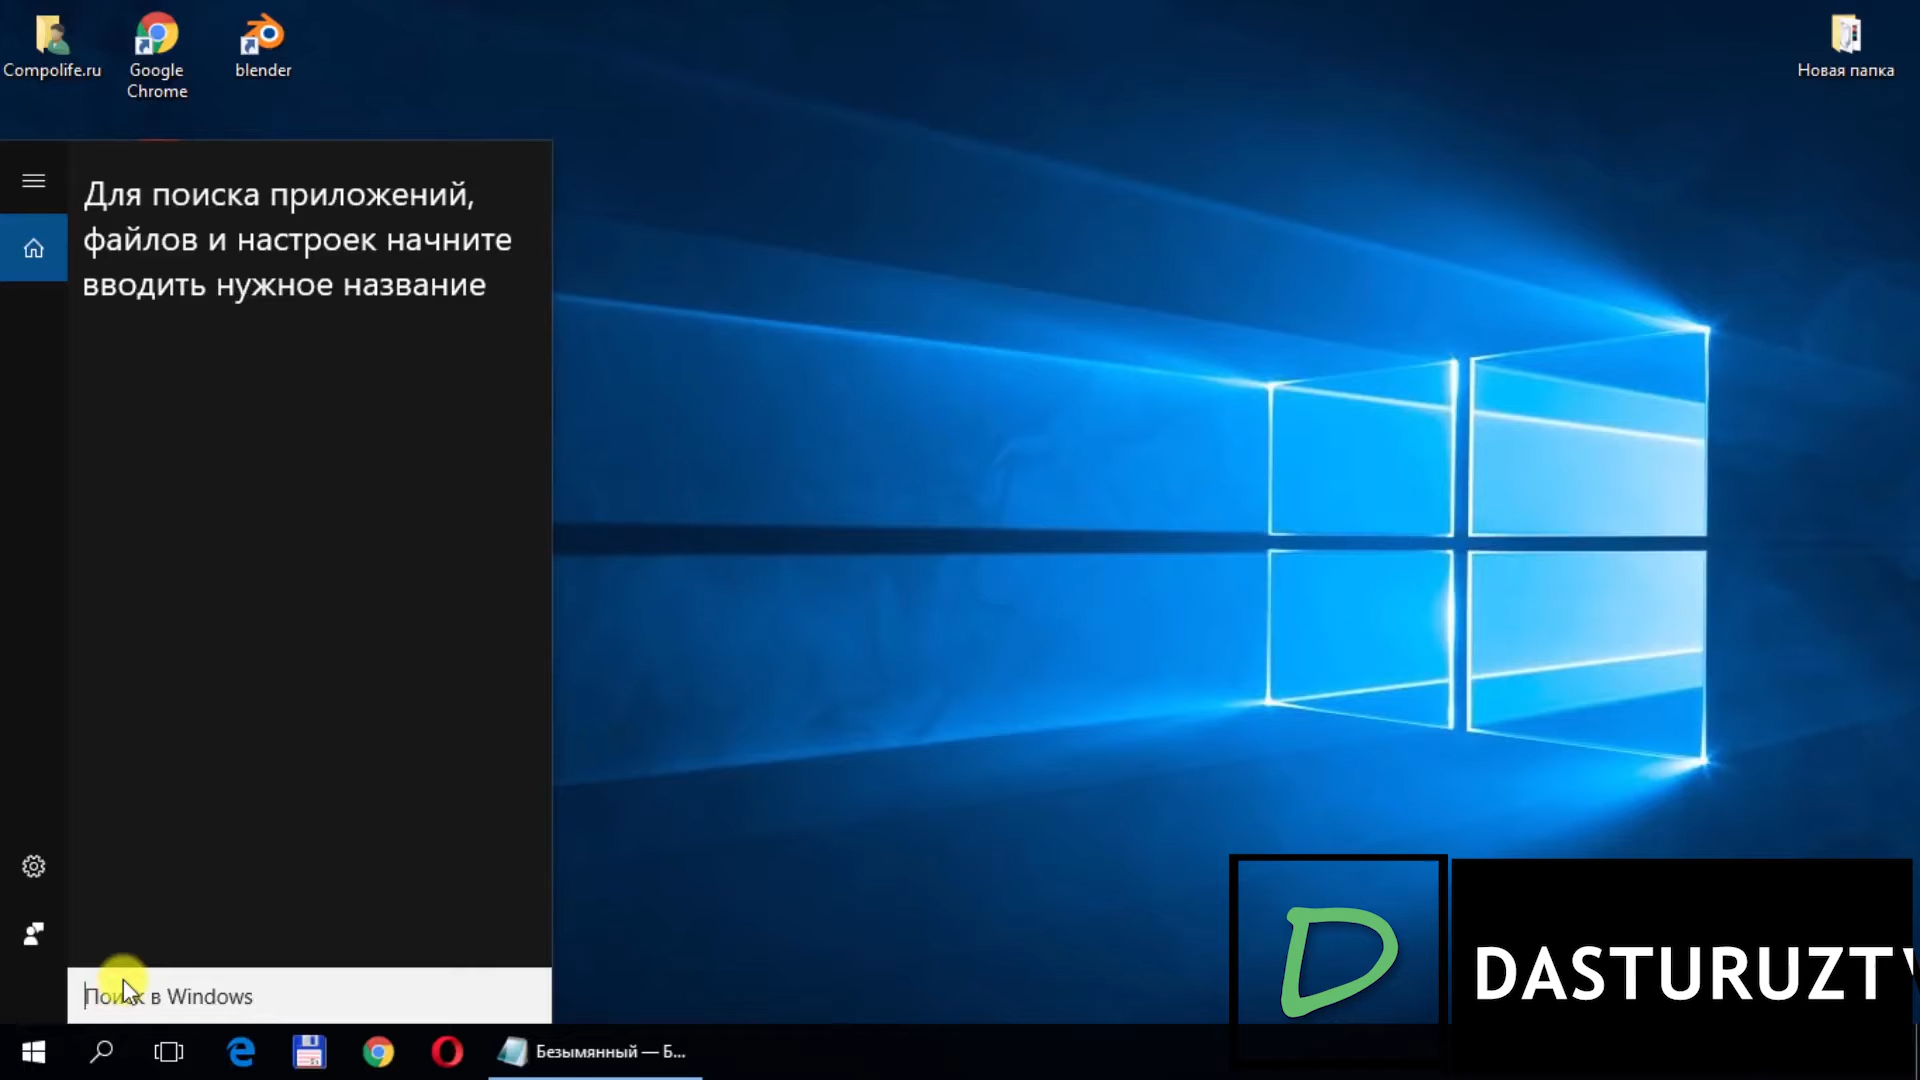 Compolife.ru
Google
Chrome
blender
Новая папка
Для поиска приложений,
файлов и настроек начните
вводить нужное название
Поиск в Windows
DASTURUZT
Безымянный — Б...